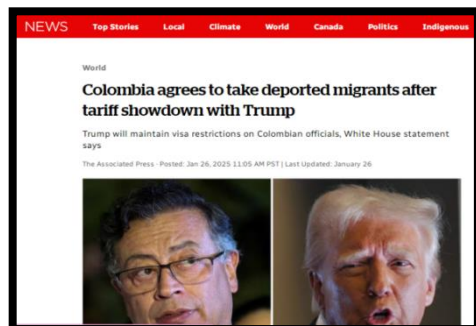 NEWS Top Stories Local Climate World Canada Politics Indigenous
World
Colombia agrees to take deported migrants after
tariff showdown with Trump
Trump will maintain visa restrictions on Colombian officials, White House statement
says
The Associated Press · Posted: Jan 26, 2025 11:05 AM PST | Last Updated: January 26